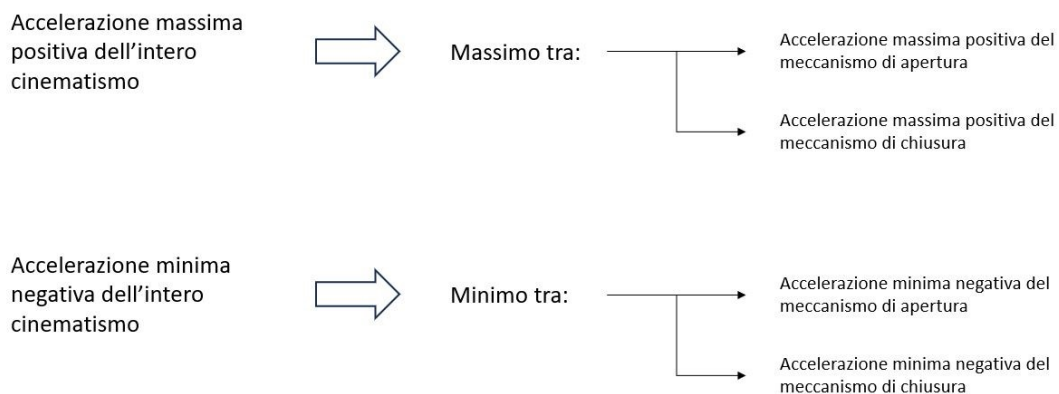 Accelerazione massima
positiva dell’intero
cinematismo
Massimo tra:
Accelerazione massima positiva del
meccanismo di apertura
Accelerazione massima positiva del
meccanismo di chiusura
Accelerazione minima
negativa dell’intero
cinematismo
Minimo tra:
Accelerazione minima negativa del
meccanismo di apertura
Accelerazione minima negativa del
meccanismo di chiusura